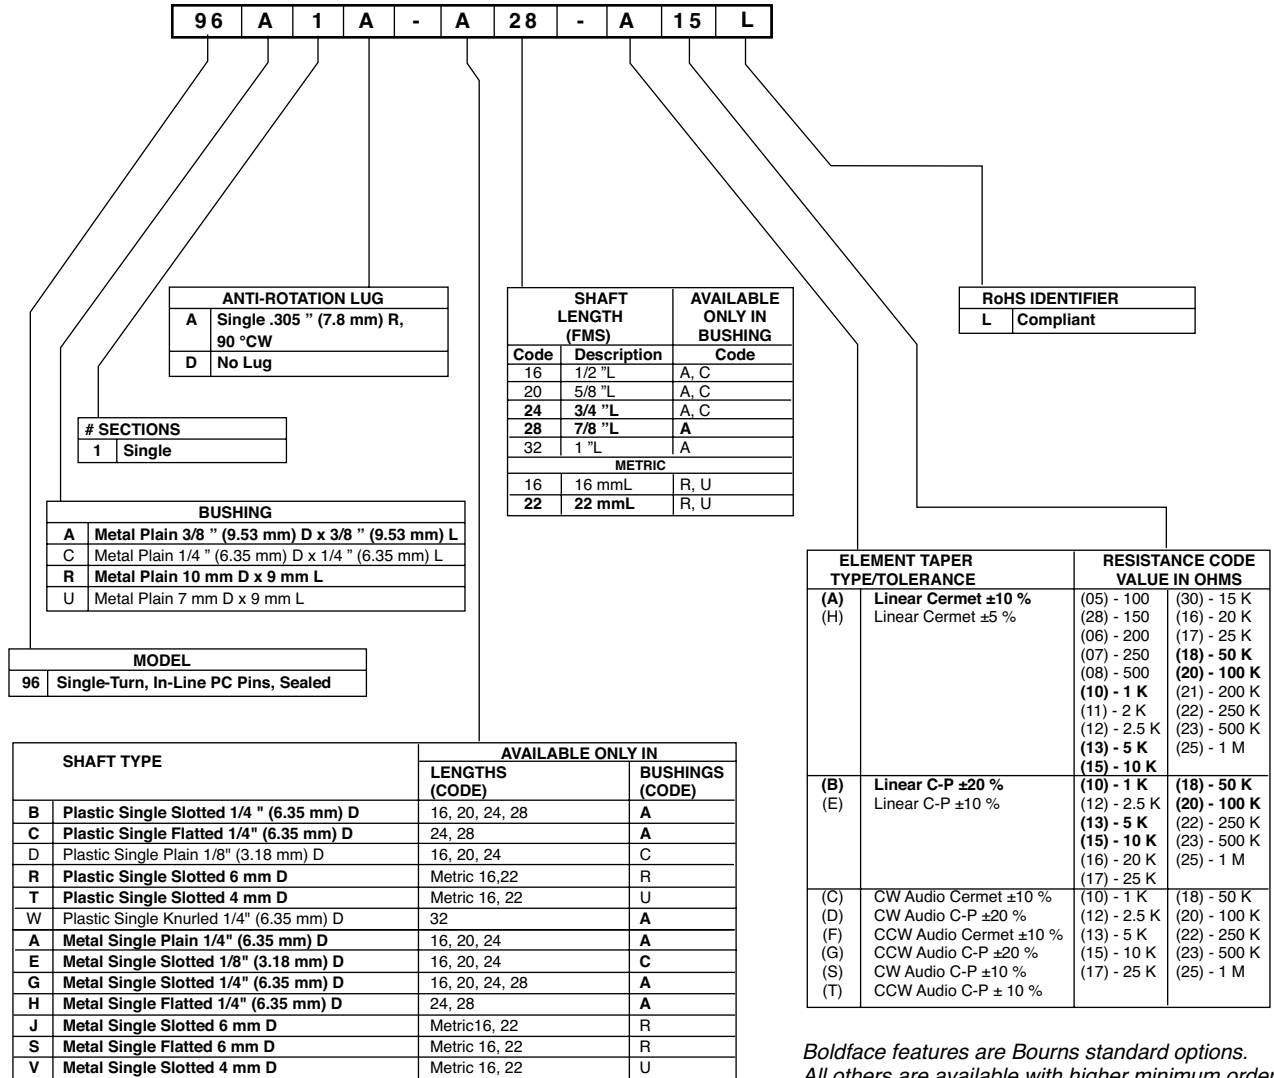 96 A 1 A - A 28 - A 15 L
ANTI-ROTATION LUG
A Single .305 ” (7.8 mm) R,
90 °CW
D No Lug
# SECTIONS
1 Single
BUSHING
A Metal Plain 3/8 ” (9.53 mm) D x 3/8 ” (9.53 mm) L
C Metal Plain 1/4 ” (6.35 mm) D x 1/4 ” (6.35 mm) L
R Metal Plain 10 mm D x 9 mm L
U Metal Plain 7 mm D x 9 mm L
MODEL
96 Single-Turn, In-Line PC Pins, Sealed
SHAFT AVAILABLE
LENGTH ONLY IN
(FMS) BUSHING
Code Description Code
16 1/2 ”L A, C
20 5/8 ”L A, C
24 3/4 ”L A, C
28 7/8 ”L A
32 1 ”L A
METRIC
16 16 mmL R, U
22 22 mmL R, U
RoHS IDENTIFIER
L Compliant
SHAFT TYPE AVAILABLE ONLY IN
LENGTHS BUSHINGS
(CODE) (CODE)
B Plastic Single Slotted 1/4 " (6.35 mm) D 16, 20, 24, 28 A
C Plastic Single Flatted 1/4" (6.35 mm) D 24, 28 A
D Plastic Single Plain 1/8" (3.18 mm) D 16, 20, 24 C
R Plastic Single Slotted 6 mm D Metric 16,22 R
T Plastic Single Slotted 4 mm D Metric 16, 22 U
W Plastic Single Knurled 1/4" (6.35 mm) D 32 A
A Metal Single Plain 1/4" (6.35 mm) D 16, 20, 24 A
E Metal Single Slotted 1/8" (3.18 mm) D 16, 20, 24 C
G Metal Single Slotted 1/4" (6.35 mm) D 16, 20, 24, 28 A
H Metal Single Flatted 1/4" (6.35 mm) D 24, 28 A
J Metal Single Slotted 6 mm D Metric16, 22 R
S Metal Single Flatted 6 mm D Metric 16, 22 R
V Metal Single Slotted 4 mm D Metric 16, 22 U
ELEMENT TAPER RESISTANCE CODE
TYPE/TOLERANCE VALUE IN OHMS
(A) Linear Cermet ±10 % (05) - 100 (30) - 15 K
(H) Linear Cermet ±5 % (28) - 150 (16) - 20 K
(06) - 200 (17) - 25 K
(07) - 250 (18) - 50 K
(08) - 500 (20) - 100 K
(10) - 1 K (21) - 200 K
(11) - 2 K (22) - 250 K
(12) - 2.5 K (23) - 500 K
(13) - 5 K (25) - 1 M
(15) - 10 K
(B) Linear C-P ±20 % (10) - 1 K (18) - 50 K
(E) Linear C-P ±10 % (12) - 2.5 K (20) - 100 K
(13) - 5 K (22) - 250 K
(15) - 10 K (23) - 500 K
(16) - 20 K (25) - 1 M
(17) - 25 K
(C) CW Audio Cermet ±10 % (10) - 1 K (18) - 50 K
(D) CW Audio C-P ±20 % (12) - 2.5 K (20) - 100 K
(F) CCW Audio Cermet ±10 % (13) - 5 K (22) - 250 K
(G) CCW Audio C-P ±20 % (15) - 10 K (23) - 500 K
(S) CW Audio C-P ±10 % (17) - 25 K (25) - 1 M
(T) CCW Audio C-P ± 10 %
Boldface features are Bourns standard options.
All others are available with higher minimum order